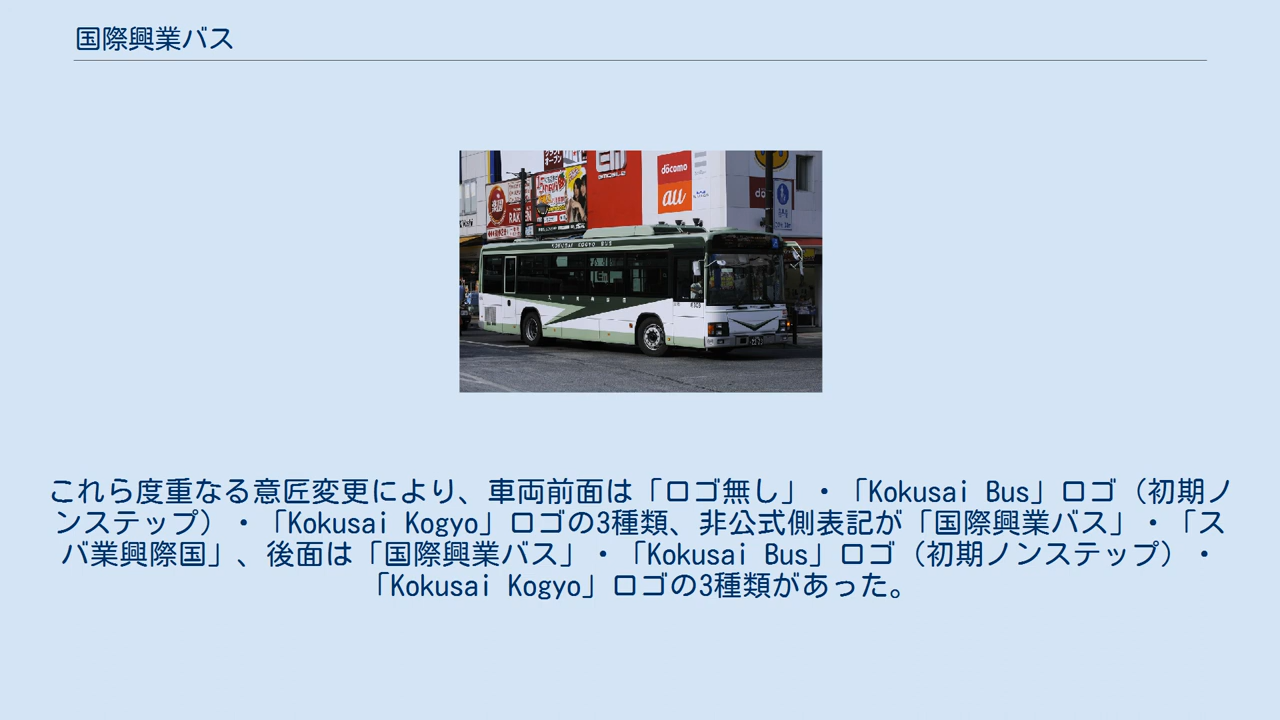 国際興業バス
docomo
au
KOKUSAI KOGYO BUS
これら度重なる意匠変更により、車両前面は「ロゴ無し」・「Kokusai Bus」ロゴ（初期ノ
ンステップ）・「Kokusai Kogyo」ロゴの3種類、非公式側表記が「国際興業バス」・「ス
バ業興際国」、後面は「国際興業バス」・「Kokusai Bus」ロゴ（初期ノンステップ）・
「Kokusai Kogyo」ロゴの3種類があった。